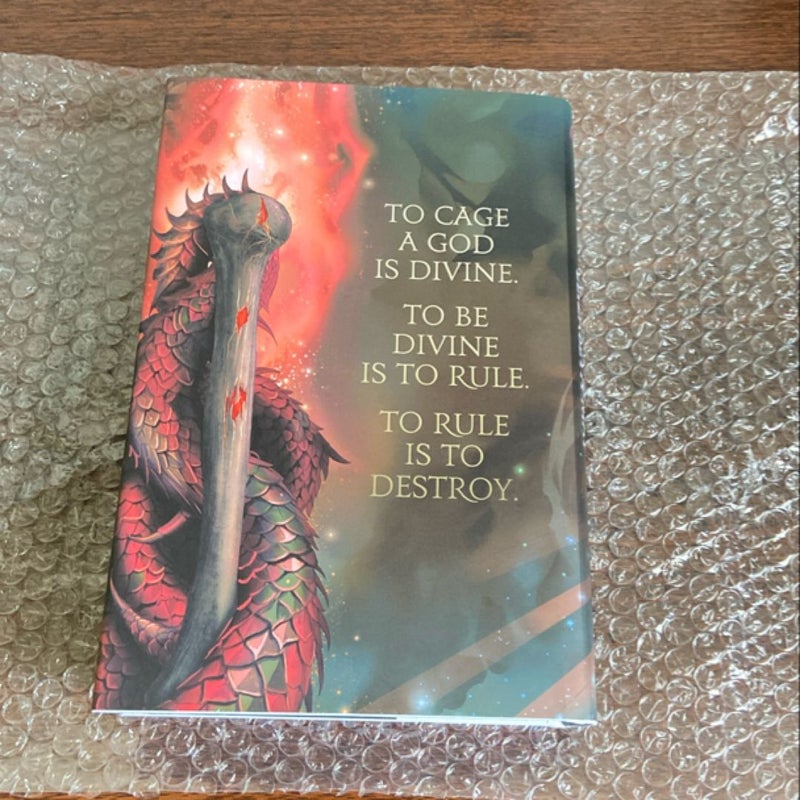 TO CAGE
A GOD
IS DIVINE.
TO BE
DIVINE
IS TO RULE.
TO RULE
IS TO
DESTROY.